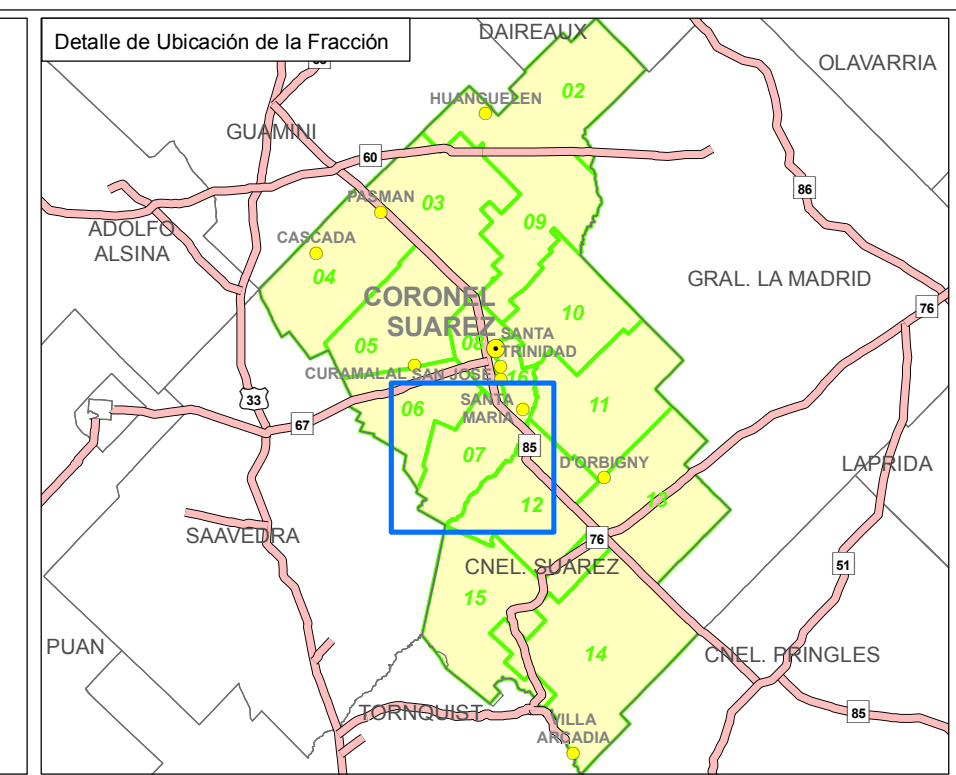 Detalle de Ubicación de la Fracción
DAIREAUX
OLAVARRIA
02
HUANGUELEN
GUAMINI
60
86
PASMAN
03
09
ADOLFO
ALSINA
CASCADA
04
GRAL. LA MADRID
CORONEL
SUAREZ
10
76
SANTA
TRINIDAD
05
08
CURAMALAL
SAN JOSE
16
33
06
SANTA
MARIA
11
67
85
07
D'ORBIGNY
LAPRIDA
12
13
SAAVEDRA
76
CNEL. SUAREZ
51
15
PUAN
14
CNEL. PRINGLES
TORNQUIST
85
VILLA
ARCADIA